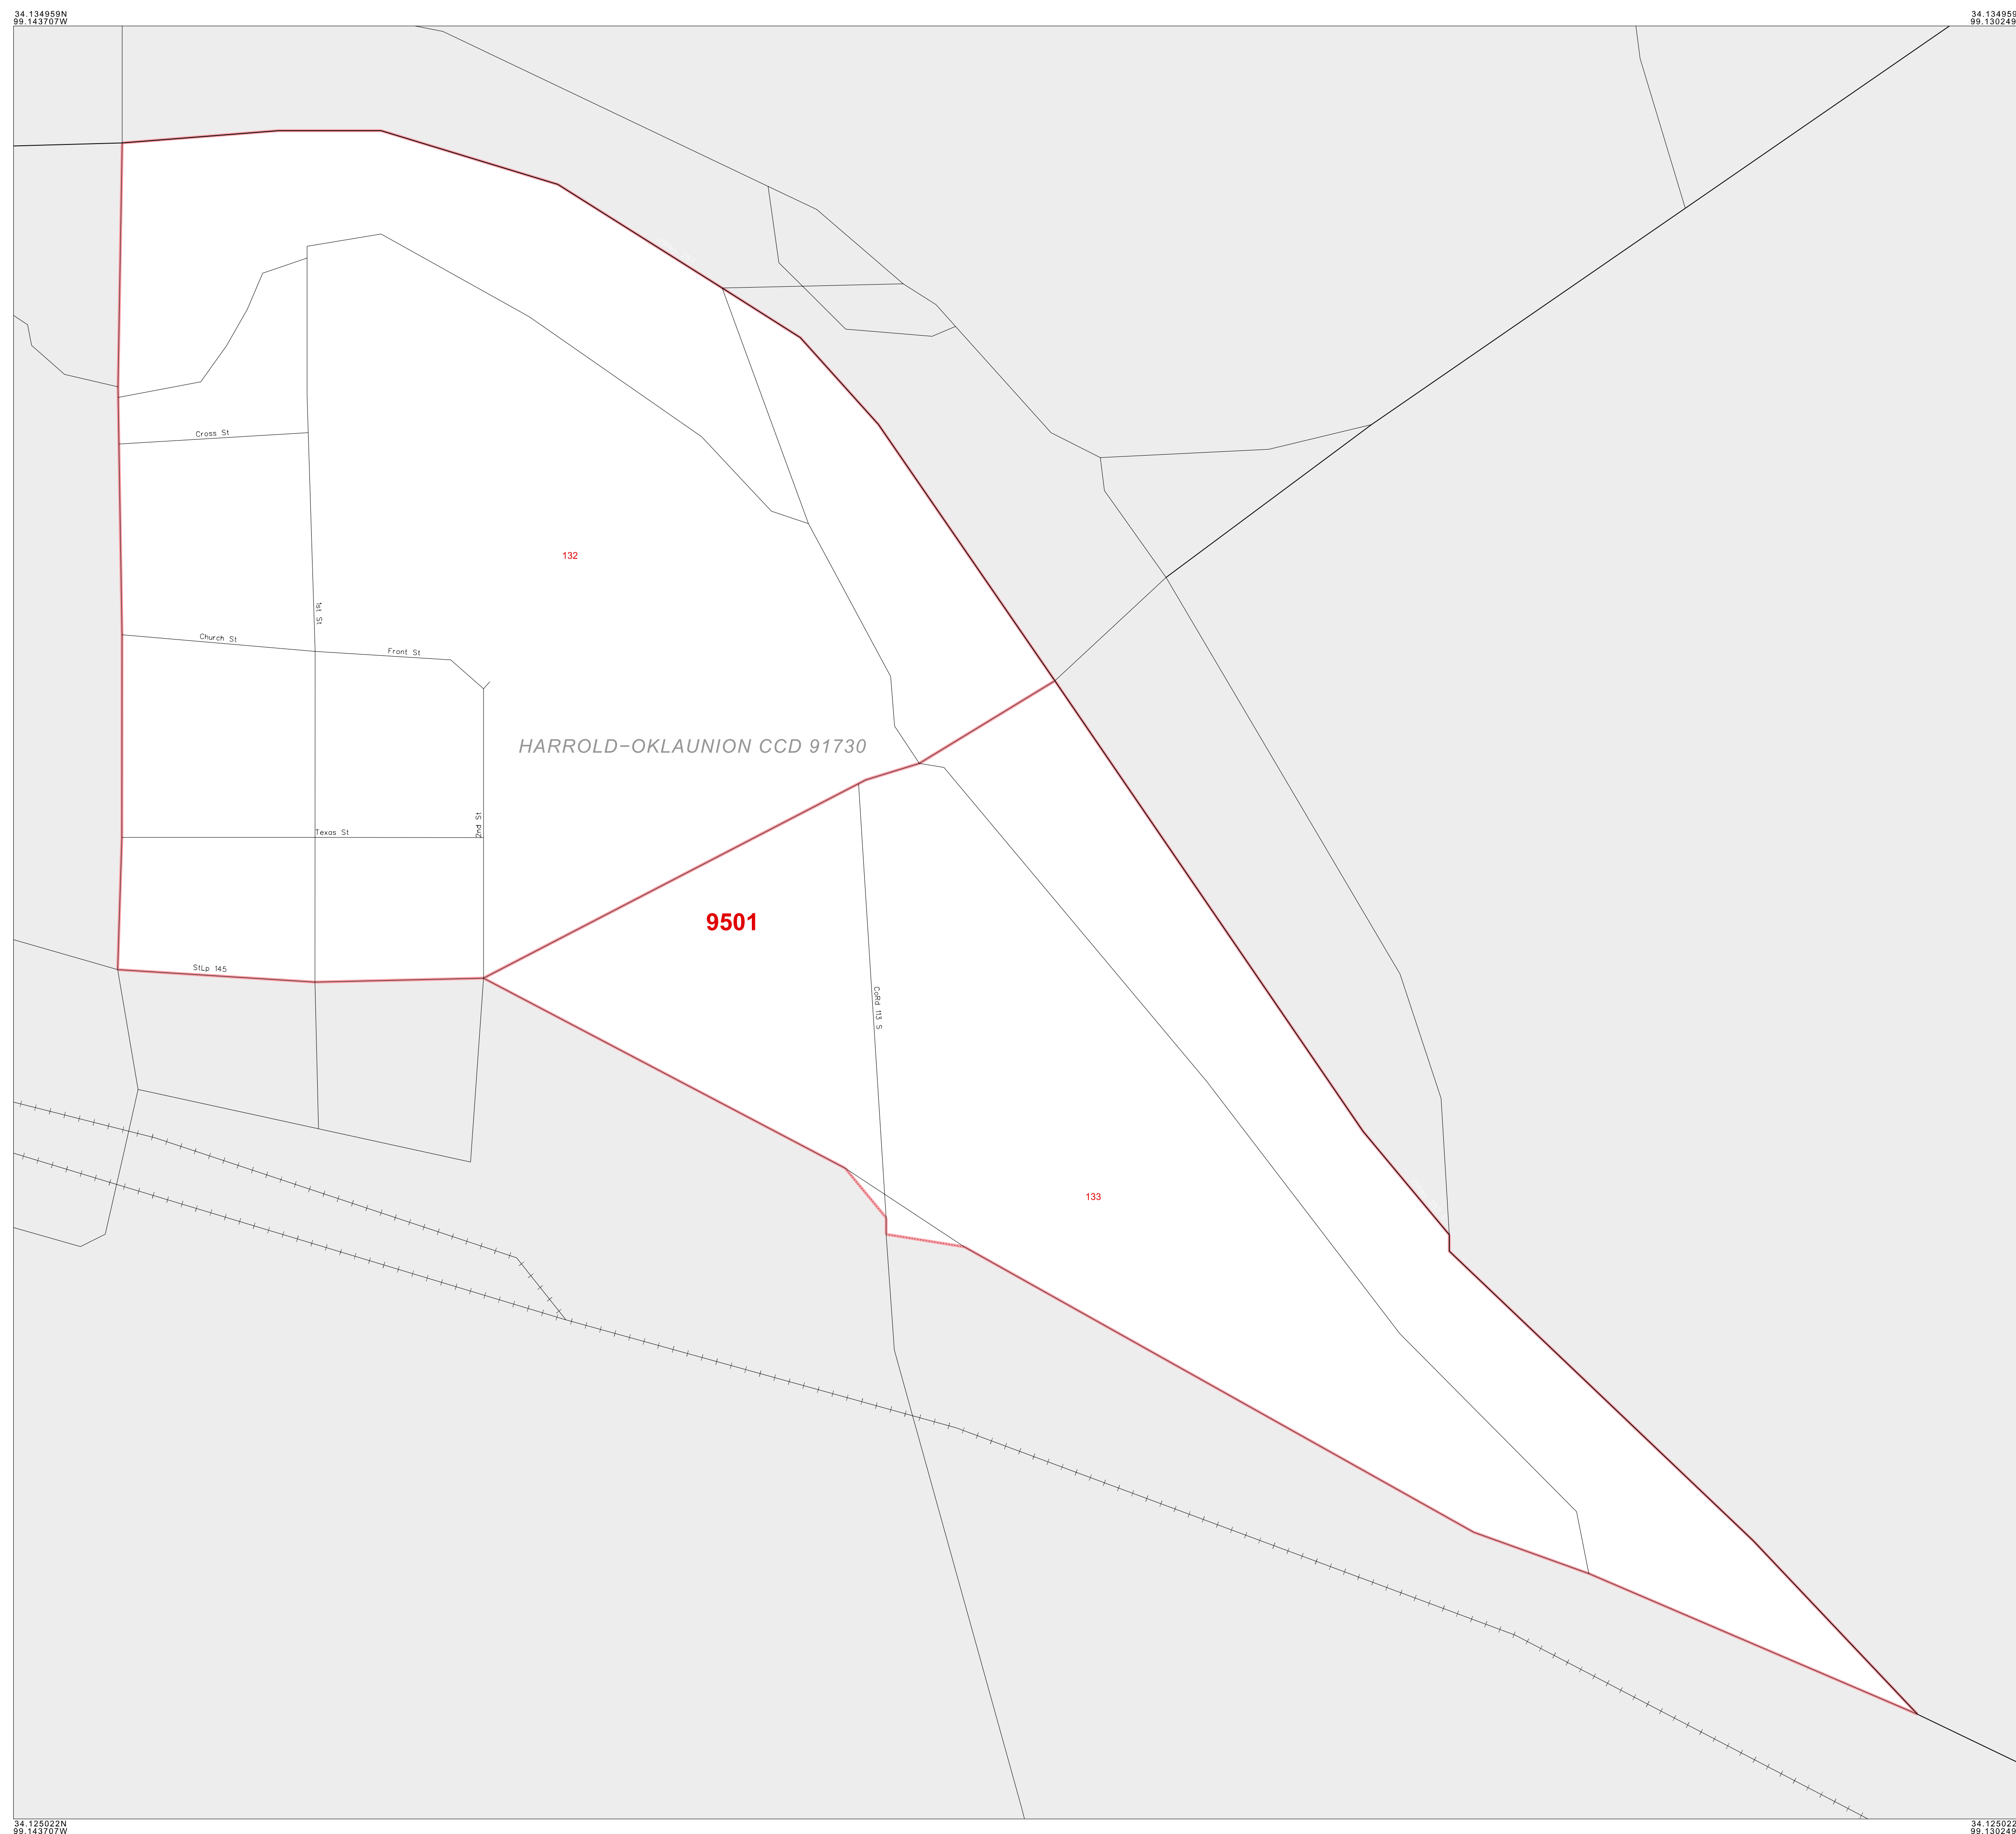 34.134959N
99.143707W
34.134959
99.130249
Cross St
132
1st St
Church St
Front St
HARROLD-OKLAUNION CCD 91730
2nd St
Texas St
9501
StLp 145
CoRd 113 S
133
34.125022N
99.143707W
34.125022
99.130249